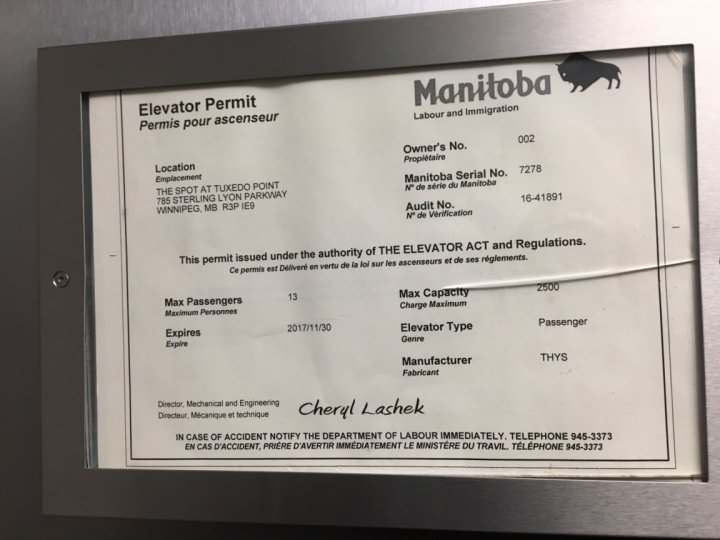 Elevator Permit
Permis pour ascenseur
Manitoba
Labour and Immigration
Location
Emplacement
THE SPOT AT TUXEDO POINT
785 STERLING LYON PARKWAY
WINNIPEG, MB R3P IE9
Owner's No. 002
Propiétaire
Manitoba Serial No. 7278
Nº de série du Manitoba
Audit No. 16-41891
Nº de Vérification
This permit issued under the authority of THE ELEVATOR ACT and Regulations.
Ce permis est Déliveré en vertu de la loi sur les ascenseurs et de ses règlements.
Max Passengers 13
Maximum Personnes
Expires 2017/11/30
Expire
Max Capacity 2500
Charge Maximum
Elevator Type Passenger
Genre
Manufacturer THYS
Fabricant
Director, Mechanical and Engineering
Directeur, Mécanique et technique
Cheryl Lashek
IN CASE OF ACCIDENT NOTIFY THE DEPARTMENT OF LABOUR IMMEDIATELY. TELEPHONE 945-3373
EN CAS D'ACCIDENT, PRIÈRE D'AVERTIR IMMÉDIATEMENT LE MINISTÉRE DU TRAVIL. TÉLÉPHONE 945-3373